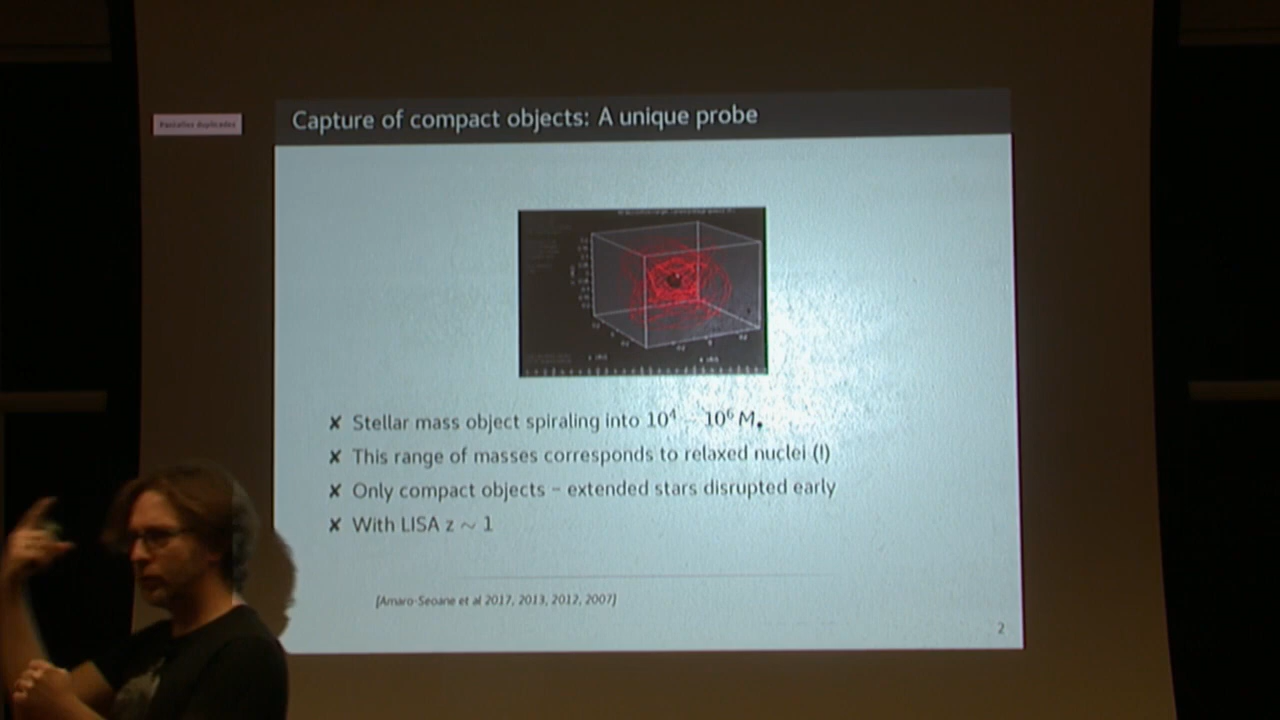 Capture of compact objects: A unique probe
Pantallas duplicadas
✘ Stellar mass object spiraling into 10⁴ – 10⁶ M•
✘ This range of masses corresponds to relaxed nuclei (!)
✘ Only compact objects – extended stars disrupted early
✘ With LISA z ~ 1
[Amaro-Seoane et al 2017, 2013, 2012, 2007]
2